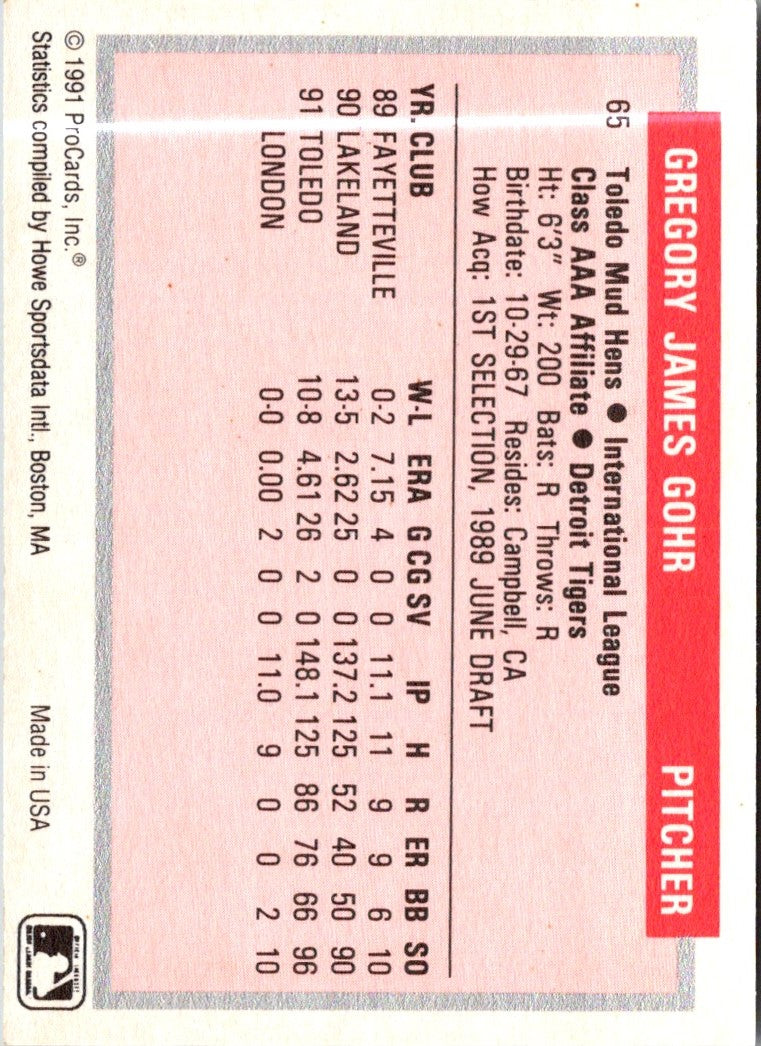 GREGORY JAMES GOHR PITCHER
65 Toledo Mud Hens ● International League
Class AAA Affiliate ● Detroit Tigers
Ht: 6'3" Wt: 200 Bats: R Throws: R
Birthdate: 10-29-67 Resides: Campbell, CA
How Acq: 1ST SELECTION, 1989 JUNE DRAFT
YR. CLUB W-L ERA G CG SV IP H R ER BB SO
89 FAYETTEVILLE 0-2 7.15 4 0 0 11.1 11 9 9 6 10
90 LAKELAND 13-5 2.62 25 0 0 137.2 125 52 40 50 90
91 TOLEDO 10-8 4.61 26 2 0 148.1 125 86 76 66 96
LONDON 0-0 0.00 2 0 0 11.0 9 0 0 2 10
© 1991 ProCards, Inc.®
Statistics compiled by Howe Sportsdata Intl., Boston, MA Made in USA